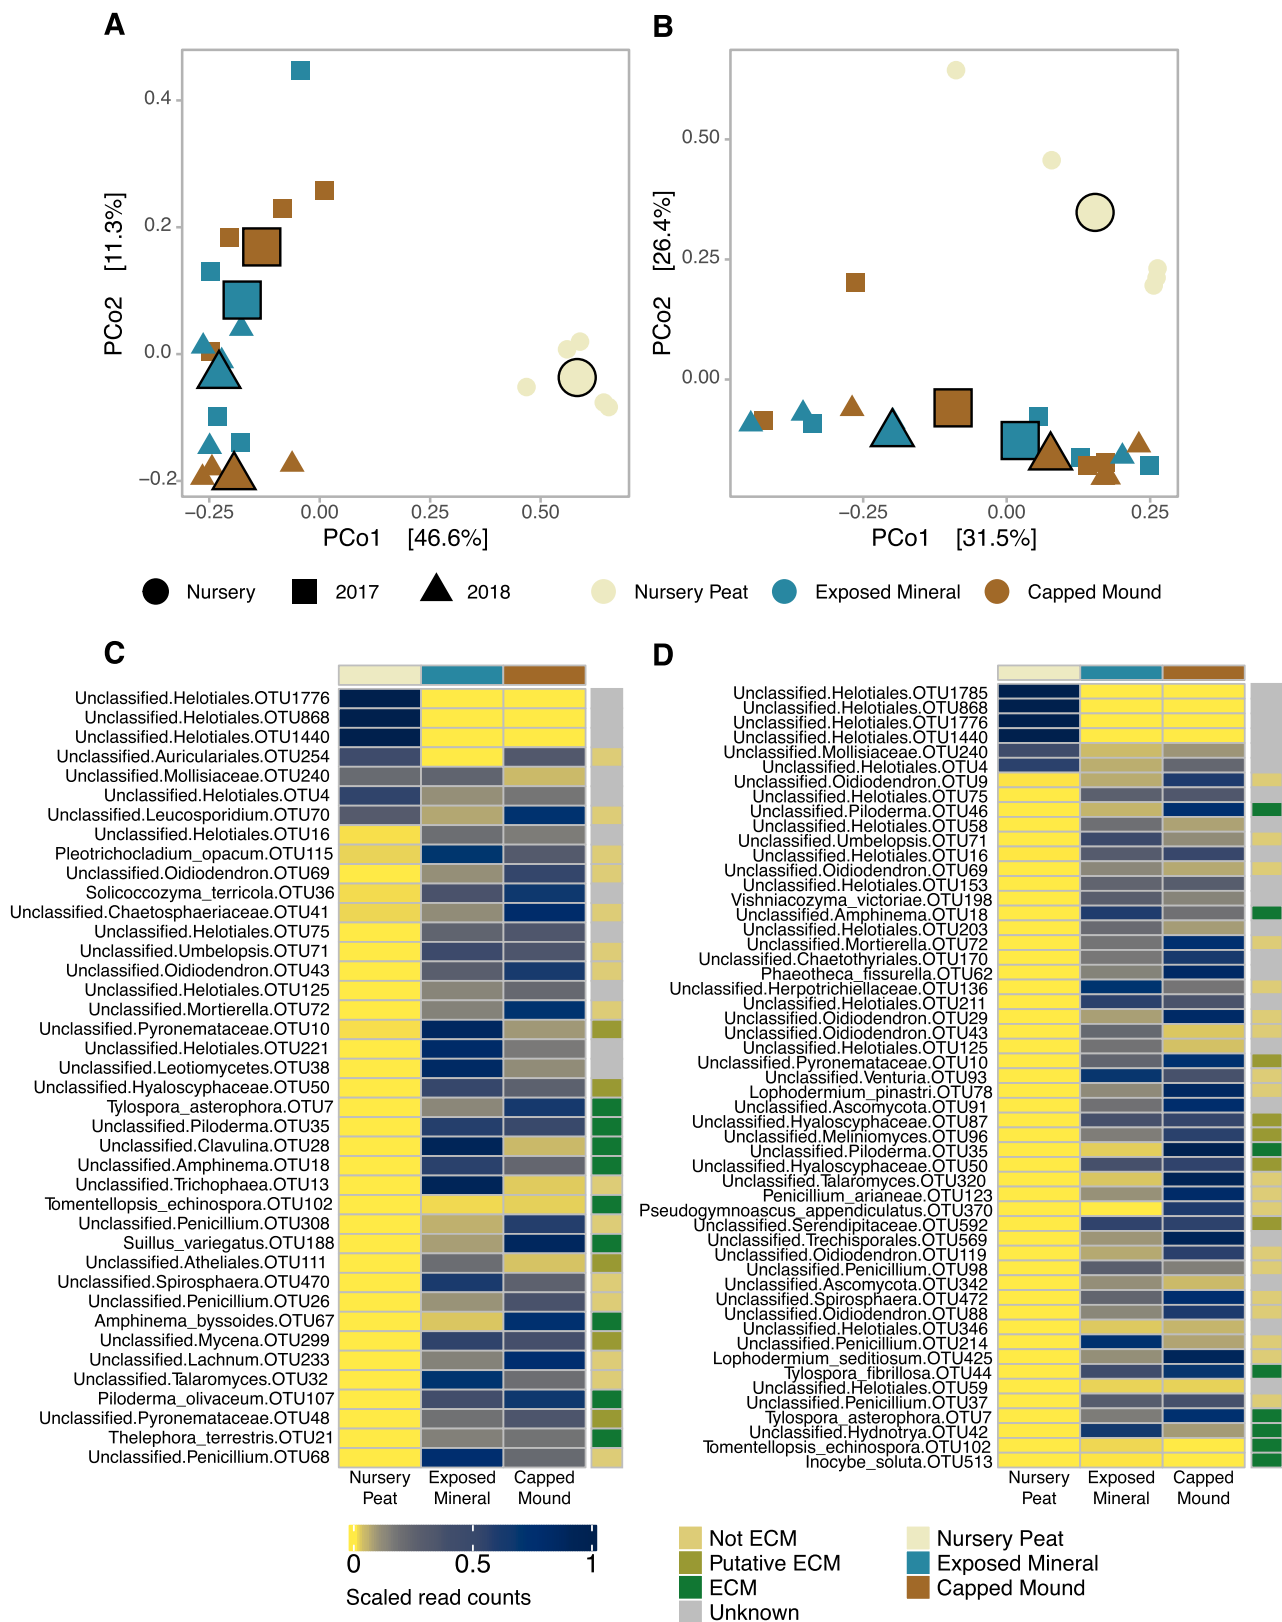 A
B
0.4
0.2
0.0
−0.2
PCo2 [11.3%]
−0.25
0.00
0.25
0.50
PCo1 [46.6%]
0.50
0.25
0.00
PCo2 [26.4%]
−0.25
0.00
0.25
PCo1 [31.5%]
Nursery
2017
2018
Nursery Peat
Exposed Mineral
Capped Mound
C
Unclassified.Helotiales.OTU1776
Unclassified.Helotiales.OTU868
Unclassified.Helotiales.OTU1440
Unclassified.Auriculariales.OTU254
Unclassified.Mollisiaceae.OTU240
Unclassified.Helotiales.OTU4
Unclassified.Leucosporidium.OTU70
Unclassified.Helotiales.OTU16
Pleotrichocladium_opacum.OTU115
Unclassified.Oidiodendron.OTU69
Solicoccozyma_terricola.OTU36
Unclassified.Chaetosphaeriaceae.OTU41
Unclassified.Helotiales.OTU75
Unclassified.Umbelopsis.OTU71
Unclassified.Oidiodendron.OTU43
Unclassified.Helotiales.OTU125
Unclassified.Mortierella.OTU72
Unclassified.Pyronemataceae.OTU10
Unclassified.Helotiales.OTU221
Unclassified.Leotiomycetes.OTU38
Unclassified.Hyaloscyphaceae.OTU50
Tylospora_asterophora.OTU7
Unclassified.Piloderma.OTU35
Unclassified.Clavulina.OTU28
Unclassified.Amphinema.OTU18
Unclassified.Trichophaea.OTU13
Tomentellopsis_echinospora.OTU102
Unclassified.Penicillium.OTU308
Suillus_variegatus.OTU188
Unclassified.Atheliales.OTU111
Unclassified.Spirosphaera.OTU470
Unclassified.Penicillium.OTU26
Amphinema_byssoides.OTU67
Unclassified.Mycena.OTU299
Unclassified.Lachnum.OTU233
Unclassified.Talaromyces.OTU32
Piloderma_olivaceum.OTU107
Unclassified.Pyronemataceae.OTU48
Thelephora_terrestris.OTU21
Unclassified.Penicillium.OTU68
Nursery Exposed Capped
Peat Mineral Mound
D
Unclassified.Helotiales.OTU1785
Unclassified.Helotiales.OTU868
Unclassified.Helotiales.OTU1776
Unclassified.Helotiales.OTU1440
Unclassified.Mollisiaceae.OTU240
Unclassified.Helotiales.OTU4
Unclassified.Oidiodendron.OTU9
Unclassified.Helotiales.OTU75
Unclassified.Piloderma.OTU46
Unclassified.Helotiales.OTU58
Unclassified.Umbelopsis.OTU71
Unclassified.Helotiales.OTU16
Unclassified.Oidiodendron.OTU69
Unclassified.Helotiales.OTU153
Vishniacozyma_victoriae.OTU198
Unclassified.Amphinema.OTU18
Unclassified.Helotiales.OTU203
Unclassified.Mortierella.OTU72
Unclassified.Chaetothyriales.OTU170
Phaeotheca_fissurella.OTU62
Unclassified.Herpotrichiellaceae.OTU136
Unclassified.Helotiales.OTU211
Unclassified.Oidiodendron.OTU29
Unclassified.Oidiodendron.OTU43
Unclassified.Helotiales.OTU125
Unclassified.Pyronemataceae.OTU10
Unclassified.Venturia.OTU93
Lophodermium_pinastri.OTU78
Unclassified.Ascomycota.OTU91
Unclassified.Hyaloscyphaceae.OTU87
Unclassified.Meliniomyces.OTU96
Unclassified.Piloderma.OTU35
Unclassified.Hyaloscyphaceae.OTU50
Unclassified.Talaromyces.OTU320
Penicillium_arianeae.OTU123
Pseudogymnoascus_appendiculatus.OTU370
Unclassified.Serendipitaceae.OTU592
Unclassified.Trechisporales.OTU569
Unclassified.Oidiodendron.OTU119
Unclassified.Penicillium.OTU98
Unclassified.Ascomycota.OTU342
Unclassified.Spirosphaera.OTU472
Unclassified.Oidiodendron.OTU88
Unclassified.Helotiales.OTU346
Unclassified.Penicillium.OTU214
Lophodermium_seditiosum.OTU425
Tylospora_fibrillosa.OTU44
Unclassified.Helotiales.OTU59
Unclassified.Penicillium.OTU37
Tylospora_asterophora.OTU7
Unclassified.Hydnotrya.OTU42
Tomentellopsis_echinospora.OTU102
Inocybe_soluta.OTU513
Nursery Exposed Capped
Peat Mineral Mound
0 0.5 1
Scaled read counts
Not ECM
Putative ECM
ECM
Unknown
Nursery Peat
Exposed Mineral
Capped Mound